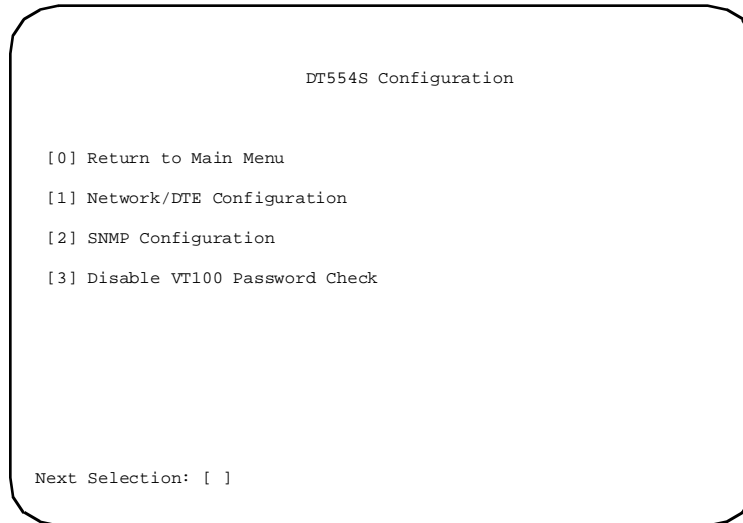 DT554S Configuration
[0] Return to Main Menu
[1] Network/DTE Configuration
[2] SNMP Configuration
[3] Disable VT100 Password Check
Next Selection: [ ]